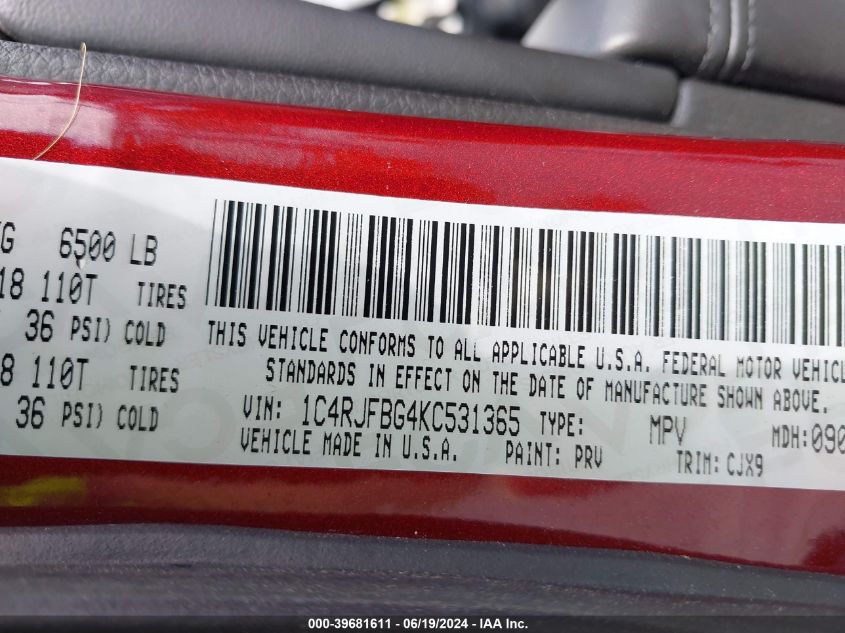 KG 6500 LB
18 110T TIRES
36 PSI) COLD
8 110T TIRES
36 PSI) COLD
THIS VEHICLE CONFORMS TO ALL APPLICABLE U.S.A. FEDERAL MOTOR VEHICL
STANDARDS IN EFFECT ON THE DATE OF MANUFACTURE SHOWN ABOVE.
VIN: 1C4RJFBG4KC531365 TYPE: MPV MDH:090
VEHICLE MADE IN U.S.A. PAINT: PRV TRIM: CJX9
000-39681611 - 06/19/2024 - IAA Inc.